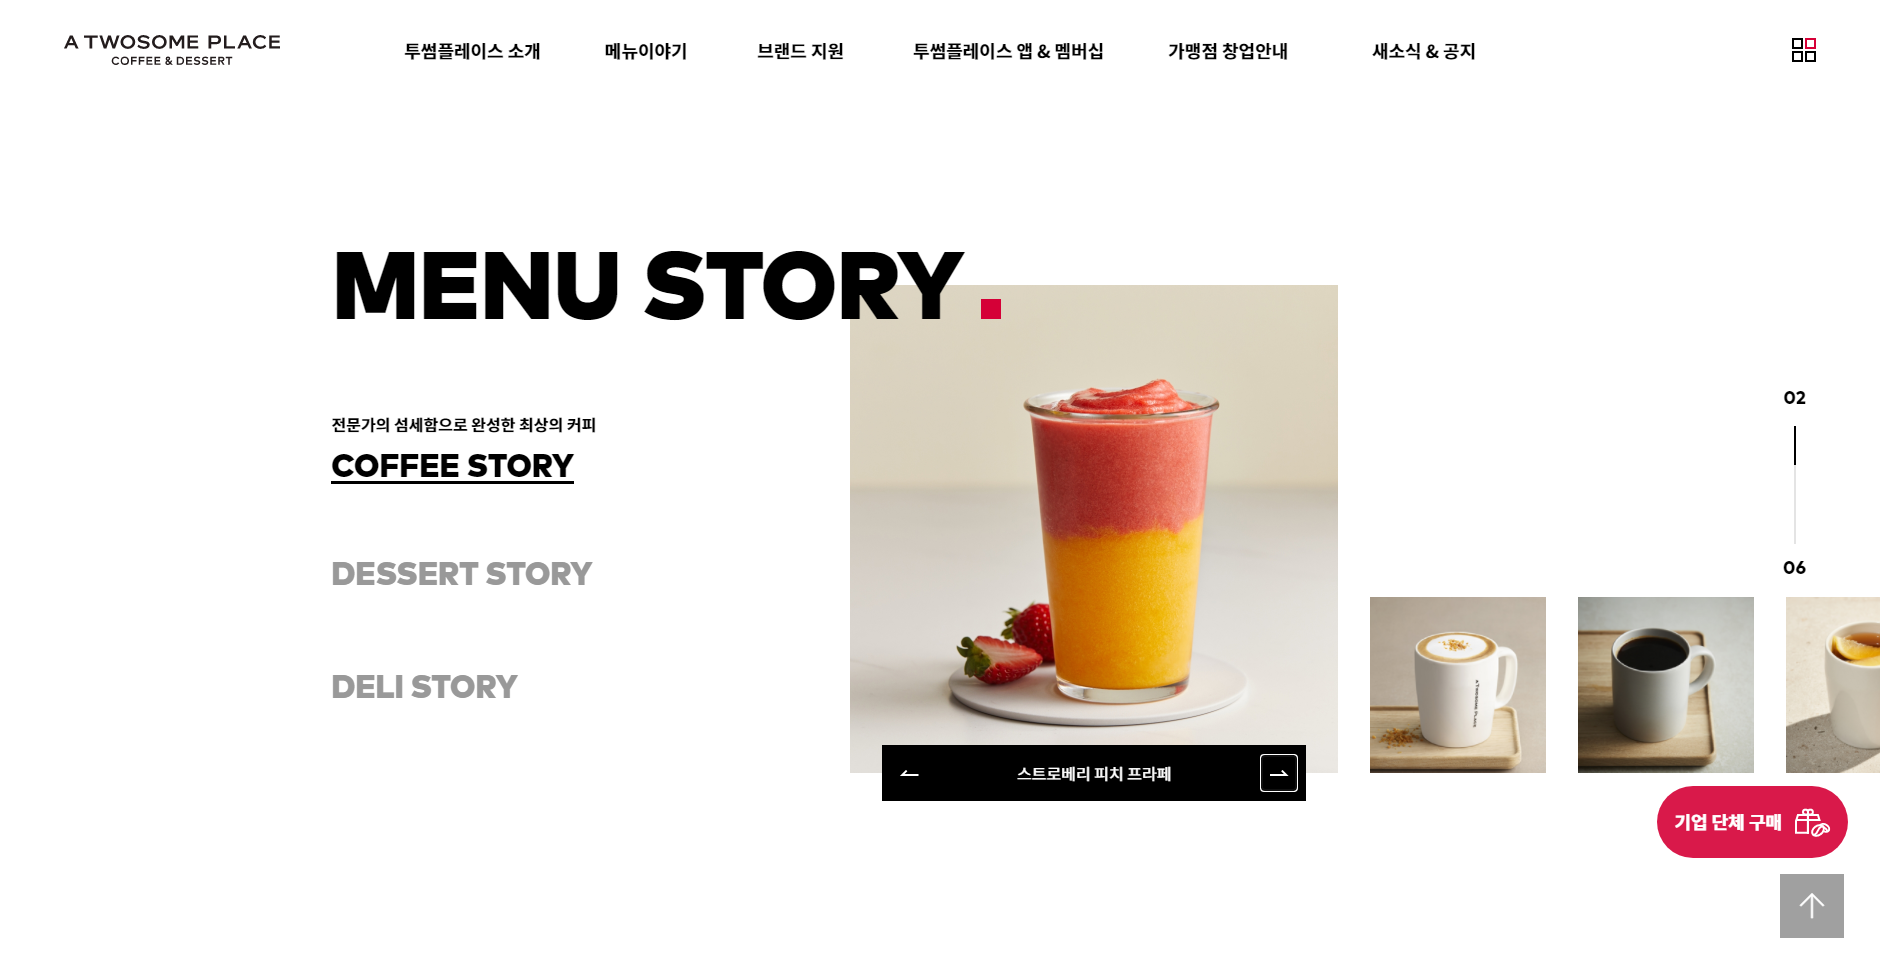 A TWOSOME PLACE
COFFEE & DESSERT
투썸플레이스 소개
메뉴이야기
브랜드 지원
투썸플레이스 앱 & 멤버십
가맹점 창업안내
새소식 & 공지
MENU STORY.
전문가의 섬세함으로 완성한 최상의 커피
COFFEE STORY
DESSERT STORY
DELI STORY
스트로베리 피치 프라페
02
06
A TWOSOME PLACE
기업 단체 구매